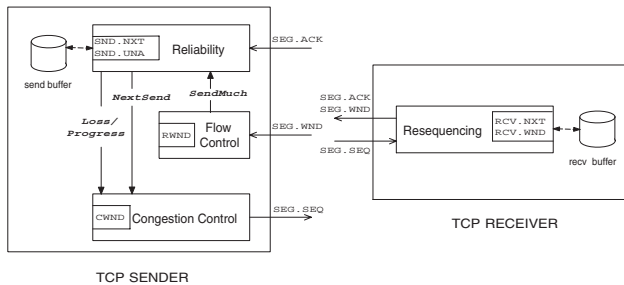 SND.NXT
SND.UNA
Reliability
SEG.ACK
send buffer
NextSend
SendMuch
Loss/
Progress
RWND
Flow
Control
SEG.WND
CWND
Congestion Control
SEG.SEQ
TCP SENDER
SEG.ACK
SEG.WND
SEG.SEQ
Resequencing
RCV.NXT
RCV.WND
recv buffer
TCP RECEIVER